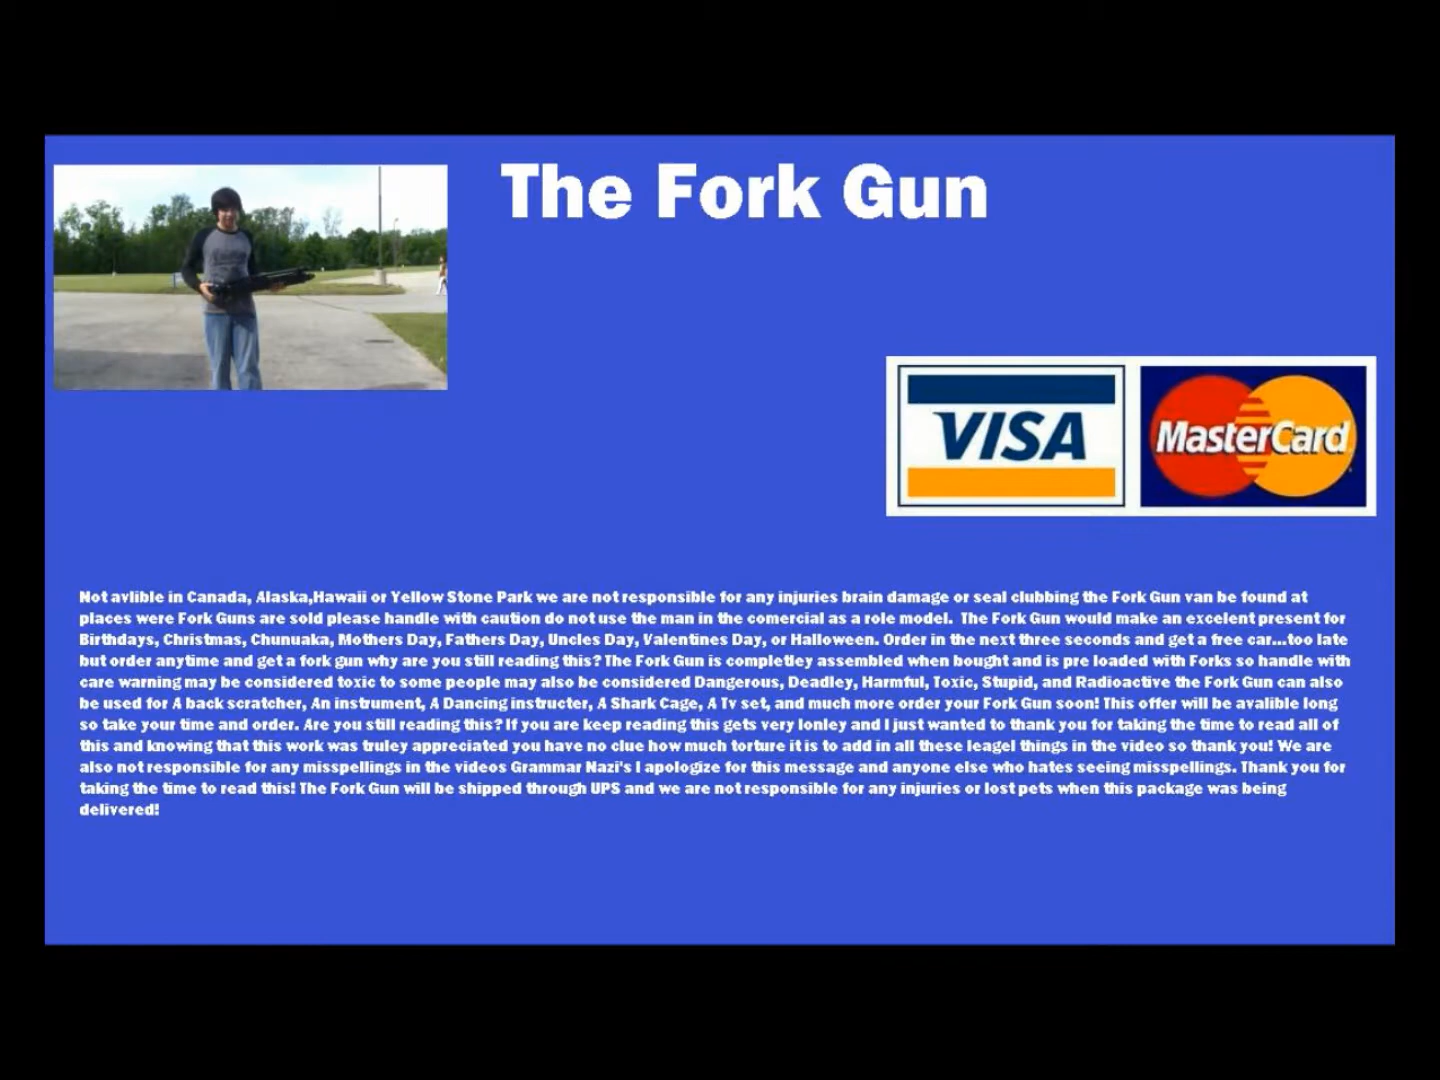 The Fork Gun
VISA
MasterCard
Not avlible in Canada, Alaska,Hawaii or Yellow Stone Park we are not responsible for any injuries brain damage or seal clubbing the Fork Gun van be found at
places were Fork Guns are sold please handle with caution do not use the man in the comercial as a role model. The Fork Gun would make an excelent present for
Birthdays, Christmas, Chunuaka, Mothers Day, Fathers Day, Uncles Day, Valentines Day, or Halloween. Order in the next three seconds and get a free car...too late
but order anytime and get a fork gun why are you still reading this? The Fork Gun is completley assembled when bought and is pre loaded with Forks so handle with
care warning may be considered toxic to some people may also be considered Dangerous, Deadley, Harmful, Toxic, Stupid, and Radioactive the Fork Gun can also
be used for A back scratcher, An instrument, A Dancing instructer, A Shark Cage, A Tv set, and much more order your Fork Gun soon! This offer will be avalible long
so take your time and order. Are you still reading this? If you are keep reading this gets very lonley and I just wanted to thank you for taking the time to read all of
this and knowing that this work was truley appreciated you have no clue how much torture it is to add in all these leagel things in the video so thank you! We are
also not responsible for any misspellings in the videos Grammar Nazi's I apologize for this message and anyone else who hates seeing misspellings. Thank you for
taking the time to read this! The Fork Gun will be shipped through UPS and we are not responsible for any injuries or lost pets when this package was being
delivered!